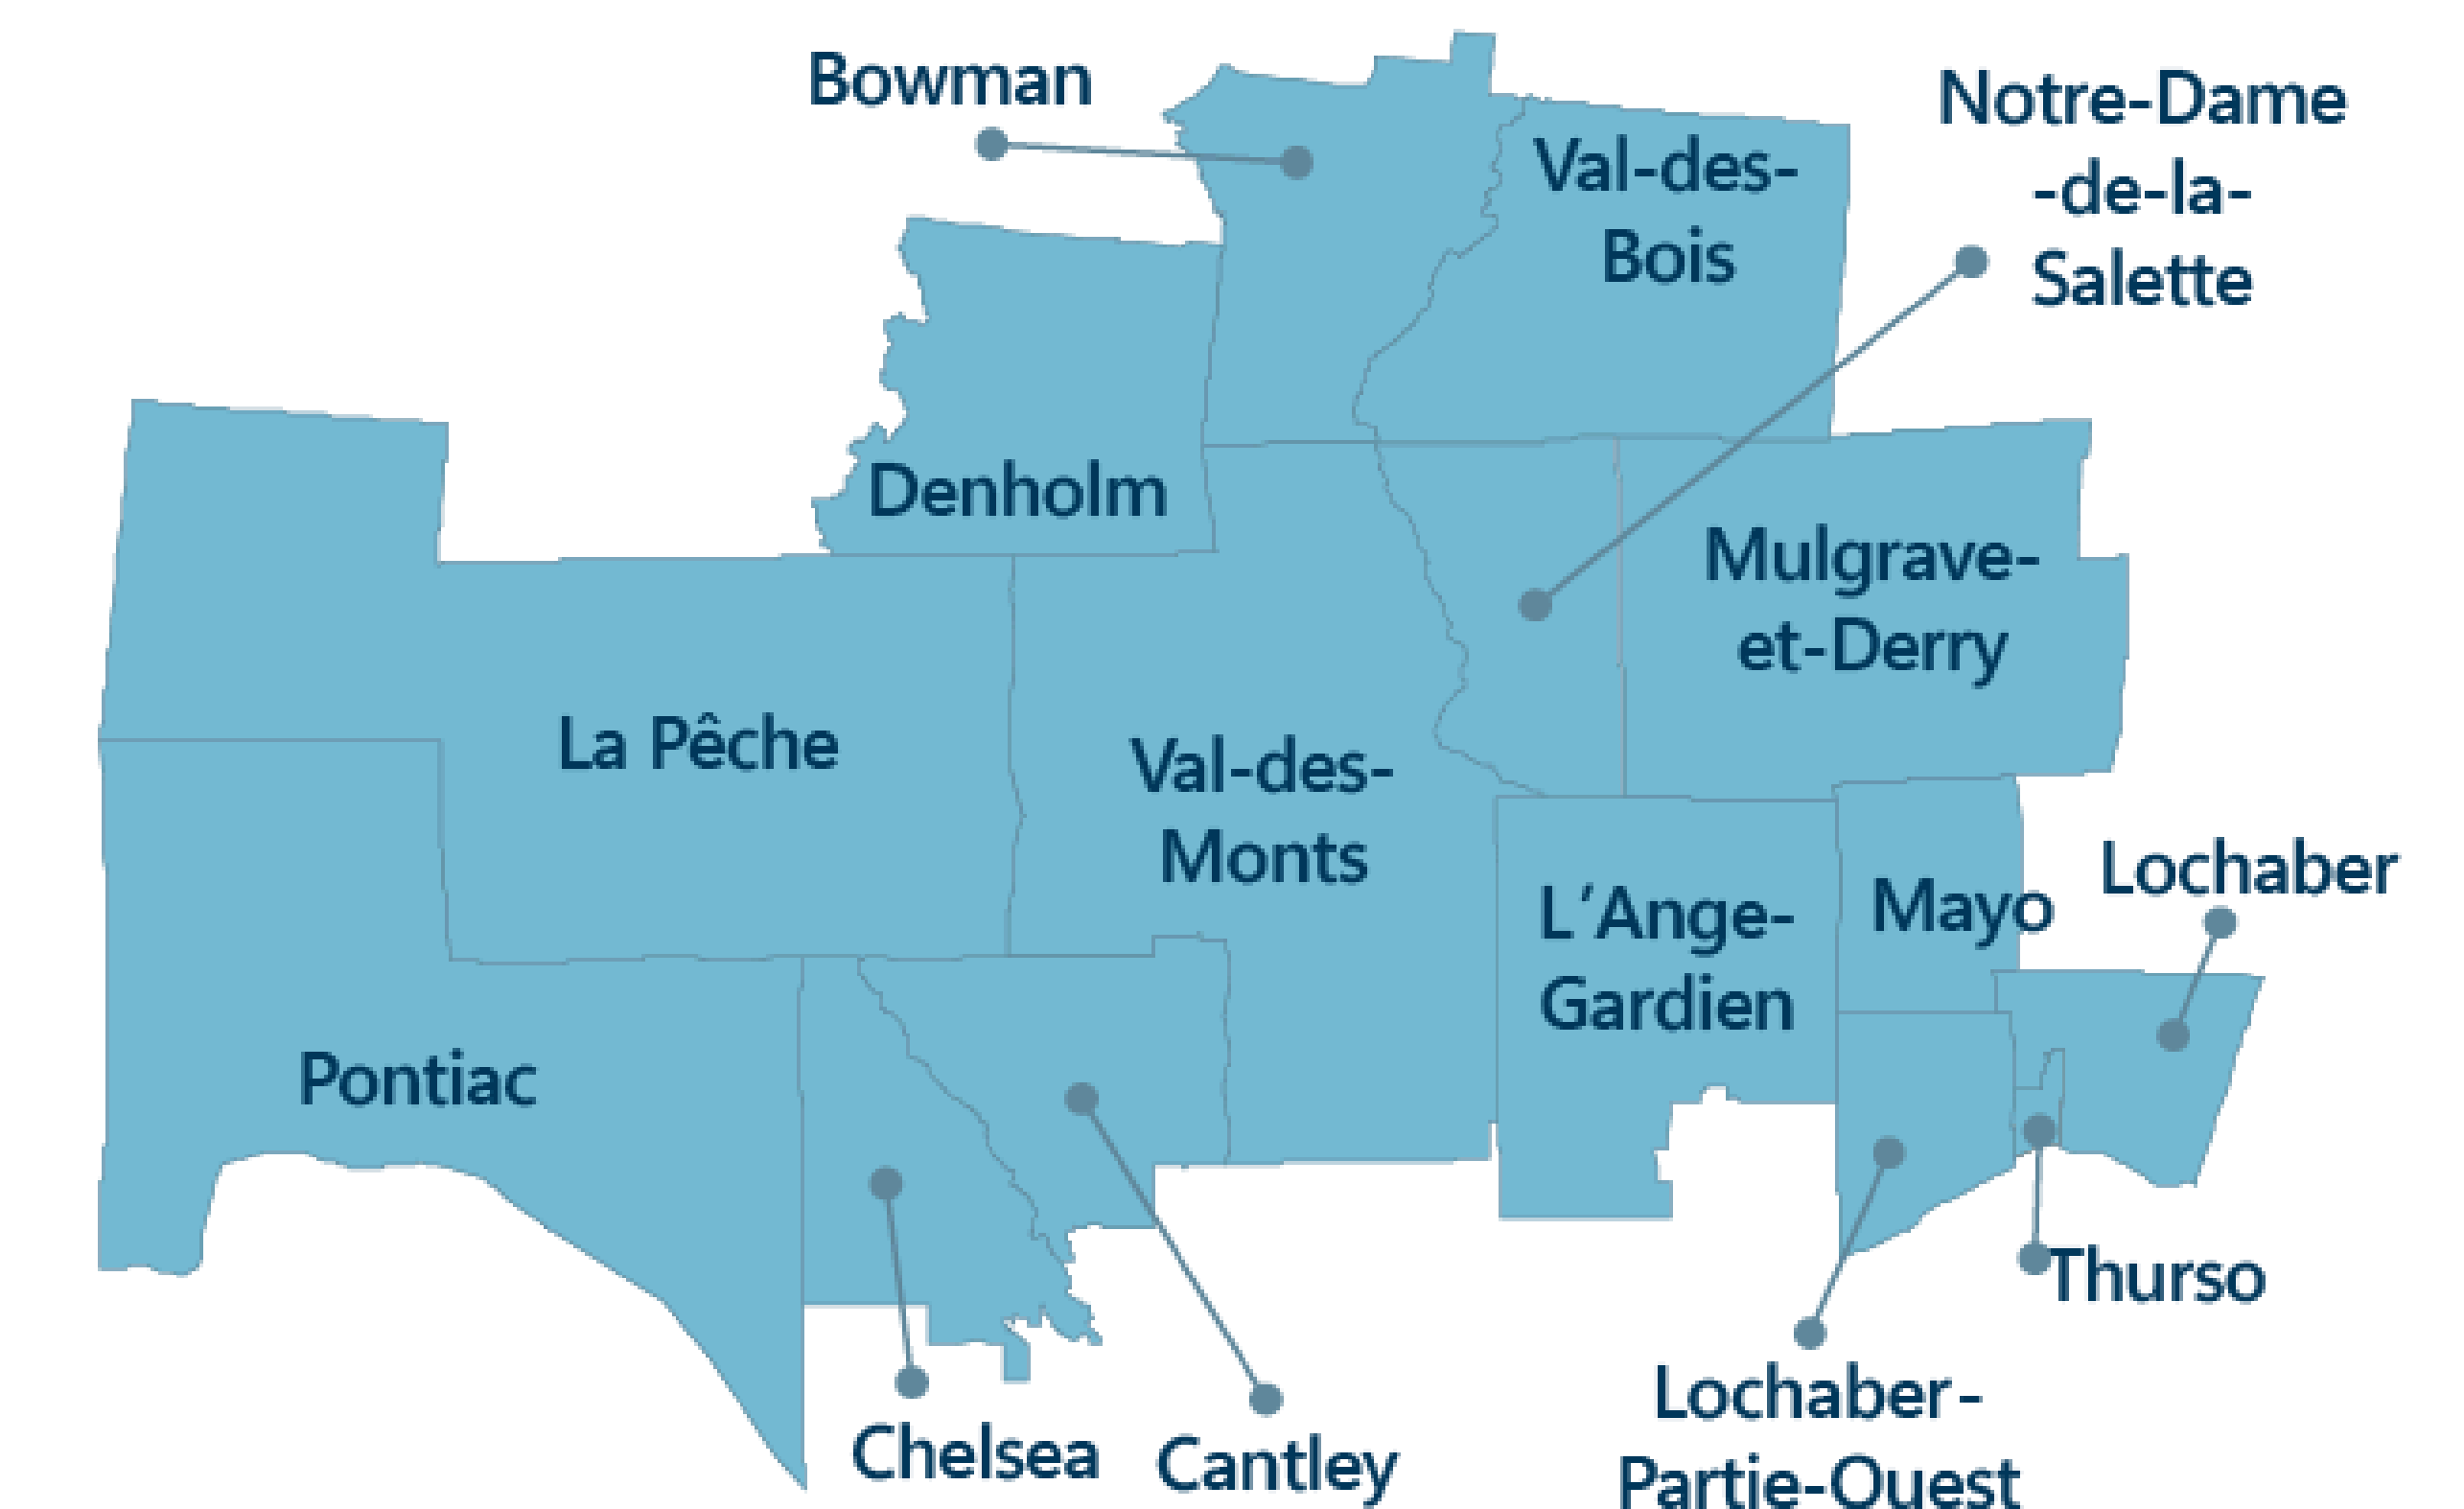 Bowman
Val-des-
Bois
Notre-Dame
-de-la-
Salette
Denholm
Mulgrave-
et-Derry
La Pêche
Val-des-
Monts
L'Ange-
Gardien
Mayo
Lochaber
Pontiac
Thurso
Chelsea
Cantley
Lochaber-
Partie-Ouest